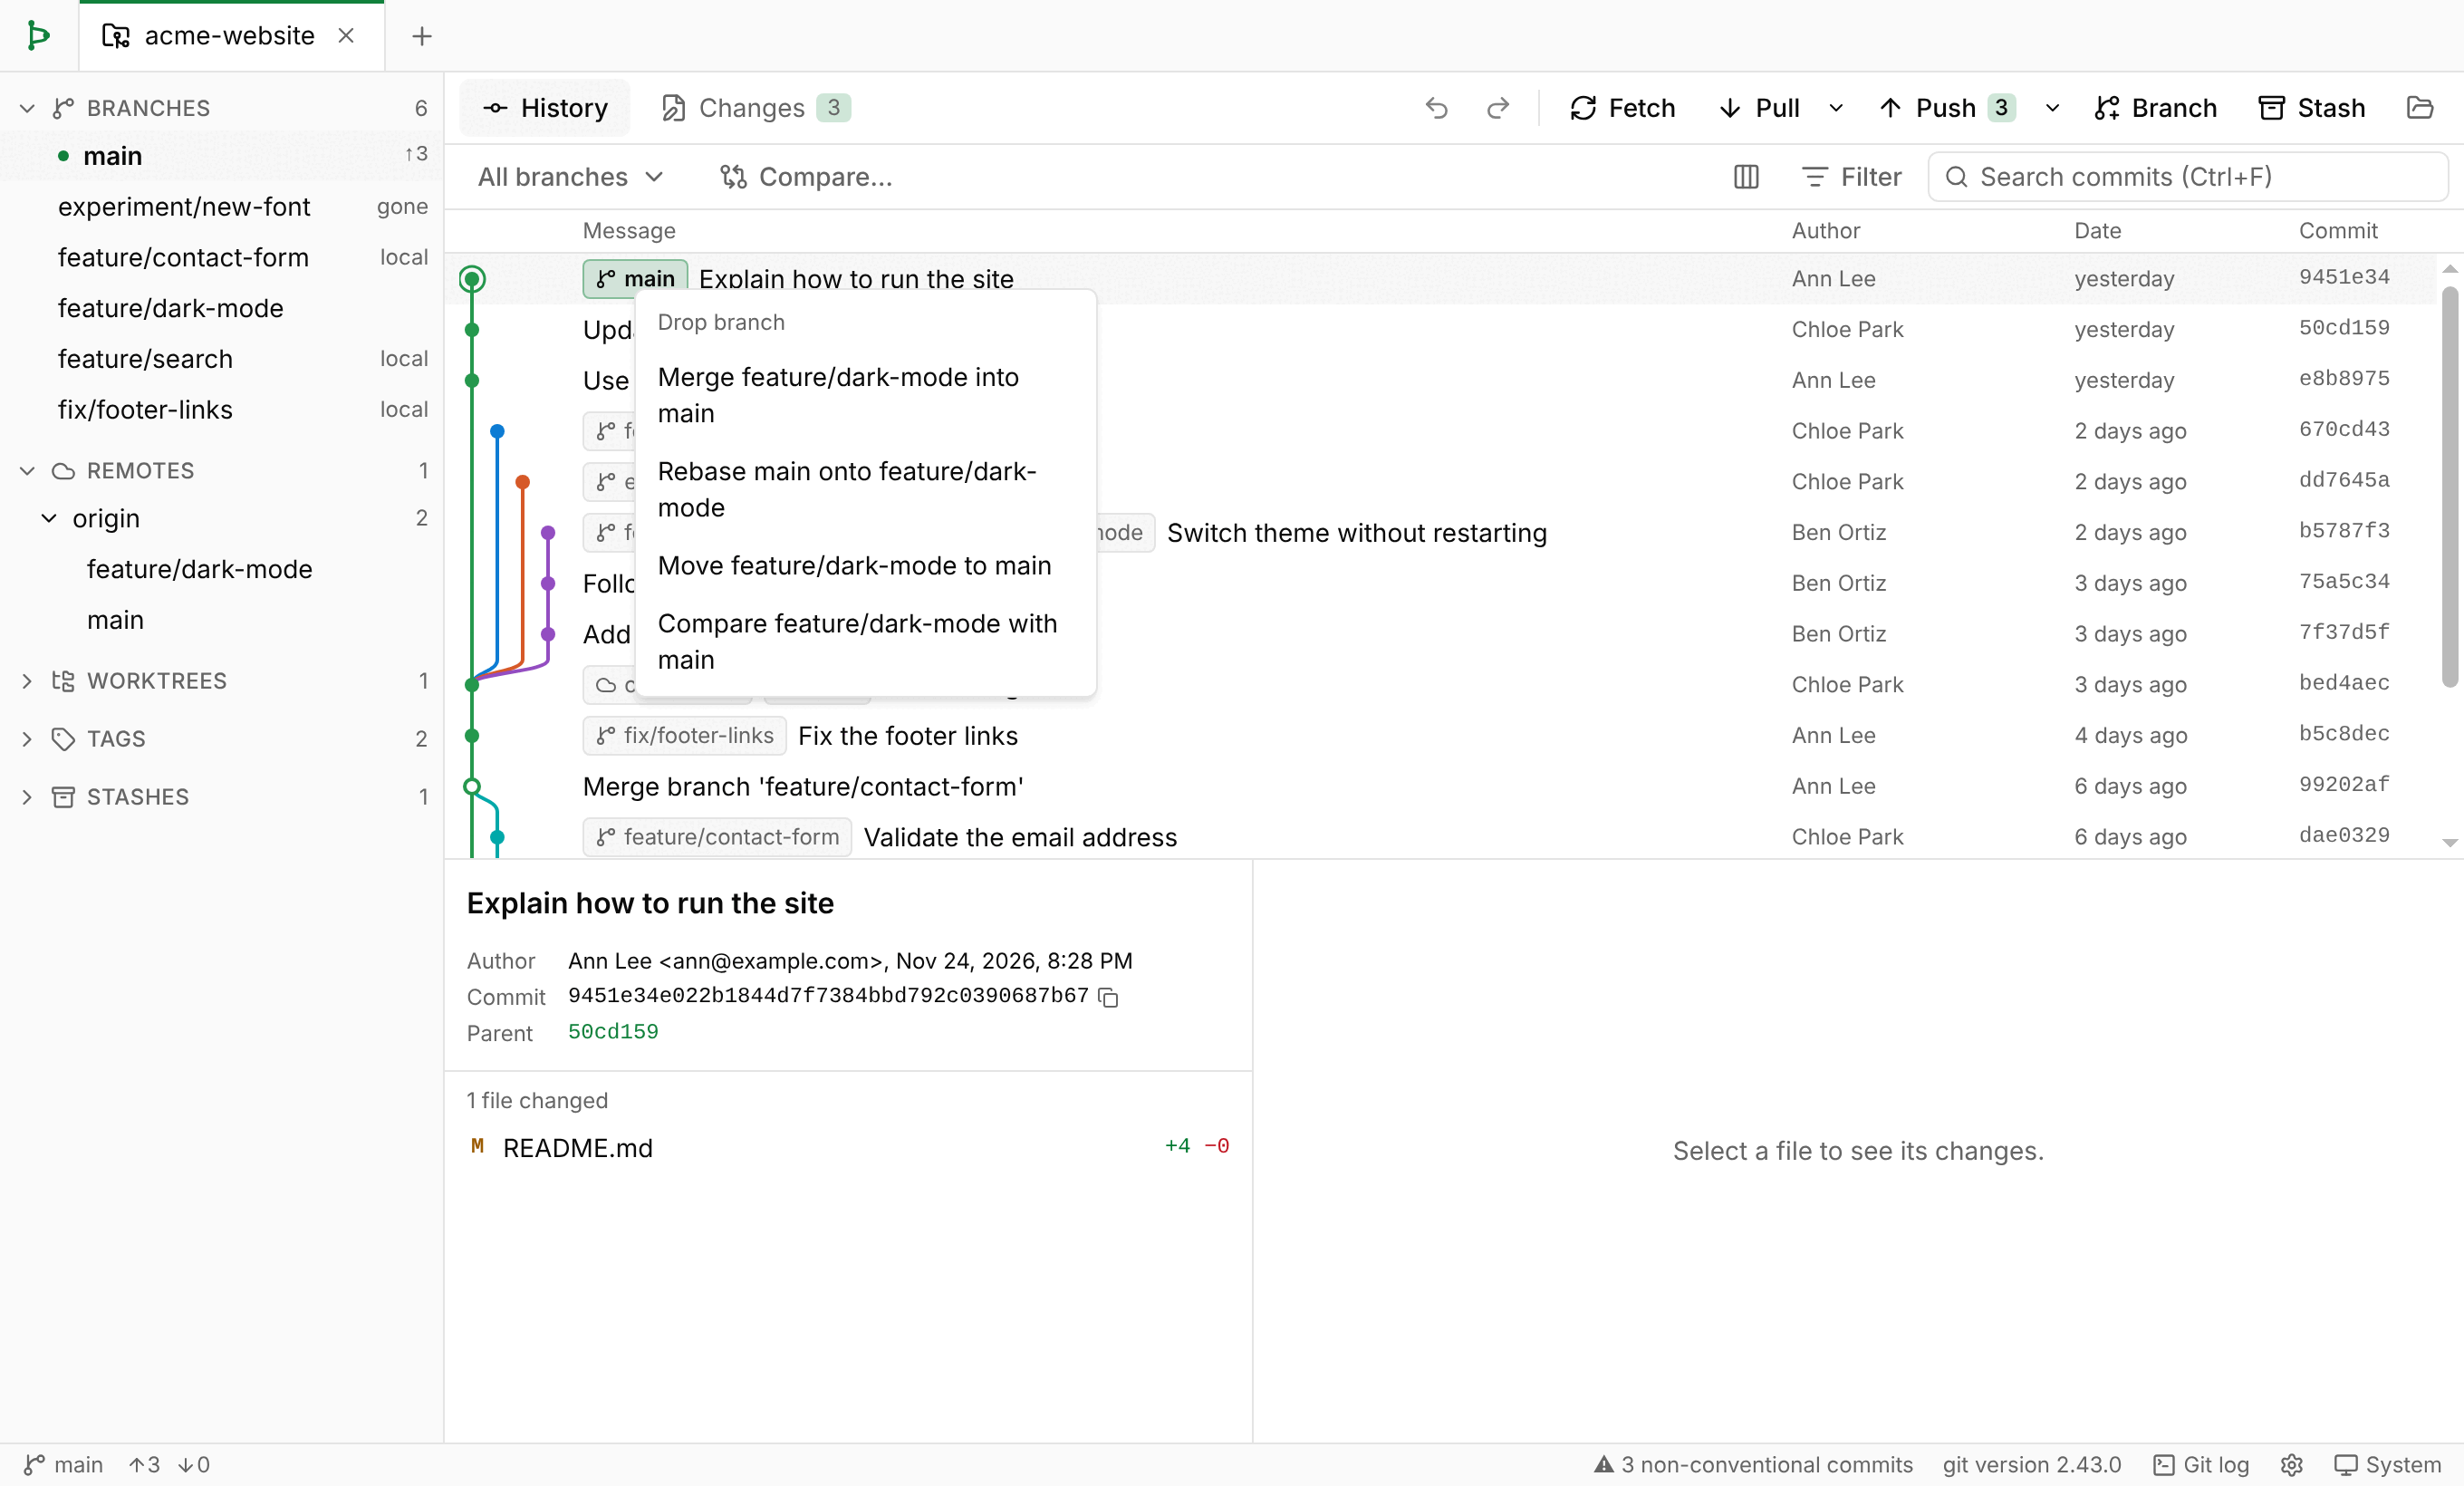 acme-website
BRANCHES 6
main ↑3
experiment/new-font gone
feature/contact-form local
feature/dark-mode
feature/search local
fix/footer-links local
REMOTES 1
origin 2
feature/dark-mode
main
WORKTREES 1
TAGS 2
STASHES 1
History Changes 3 Fetch Pull Push 3 Branch Stash
All branches Compare... Filter Search commits (Ctrl+F)
Message Author Date Commit
main Explain how to run the site Ann Lee yesterday 9451e34
Chloe Park yesterday 50cd159
Use Ann Lee yesterday e8b8975
Chloe Park 2 days ago 670cd43
Chloe Park 2 days ago dd7645a
Switch theme without restarting Ben Ortiz 2 days ago b5787f3
Ben Ortiz 3 days ago 75a5c34
Add Ben Ortiz 3 days ago 7f37d5f
Chloe Park 3 days ago bed4aec
fix/footer-links Fix the footer links Ann Lee 4 days ago b5c8dec
Merge branch 'feature/contact-form' Ann Lee 6 days ago 99202af
feature/contact-form Validate the email address Chloe Park 6 days ago dae0329
Drop branch
Merge feature/dark-mode into
main
Rebase main onto feature/dark-
mode
Move feature/dark-mode to main
Compare feature/dark-mode with
main
Explain how to run the site
Author Ann Lee <ann@example.com>, Nov 24, 2026, 8:28 PM
Commit 9451e34e022b1844d7f7384bbd792c0390687b67
Parent 50cd159
1 file changed
M README.md +4 −0
Select a file to see its changes.
main ↑3 ↓0
3 non-conventional commits git version 2.43.0 Git log System